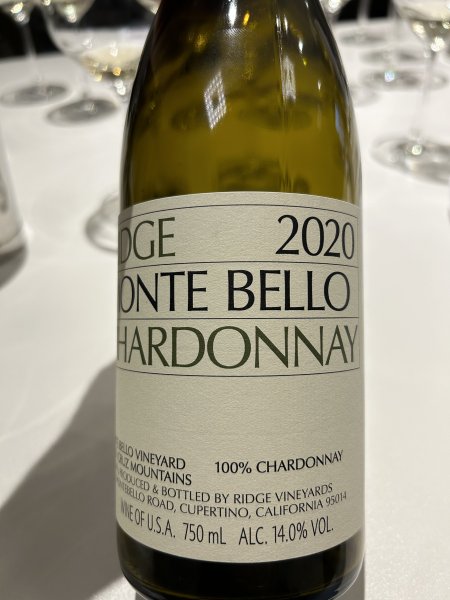 DGE 2020
ONTE BELLO
HARDONNAY
BELLO VINEYARD 100% CHARDONNAY
CRUZ MOUNTAINS
PRODUCED & BOTTLED BY RIDGE VINEYARDS
MONTEBELLO ROAD, CUPERTINO, CALIFORNIA 95014
WINE OF U.S.A. 750 mL ALC. 14.0% VOL.